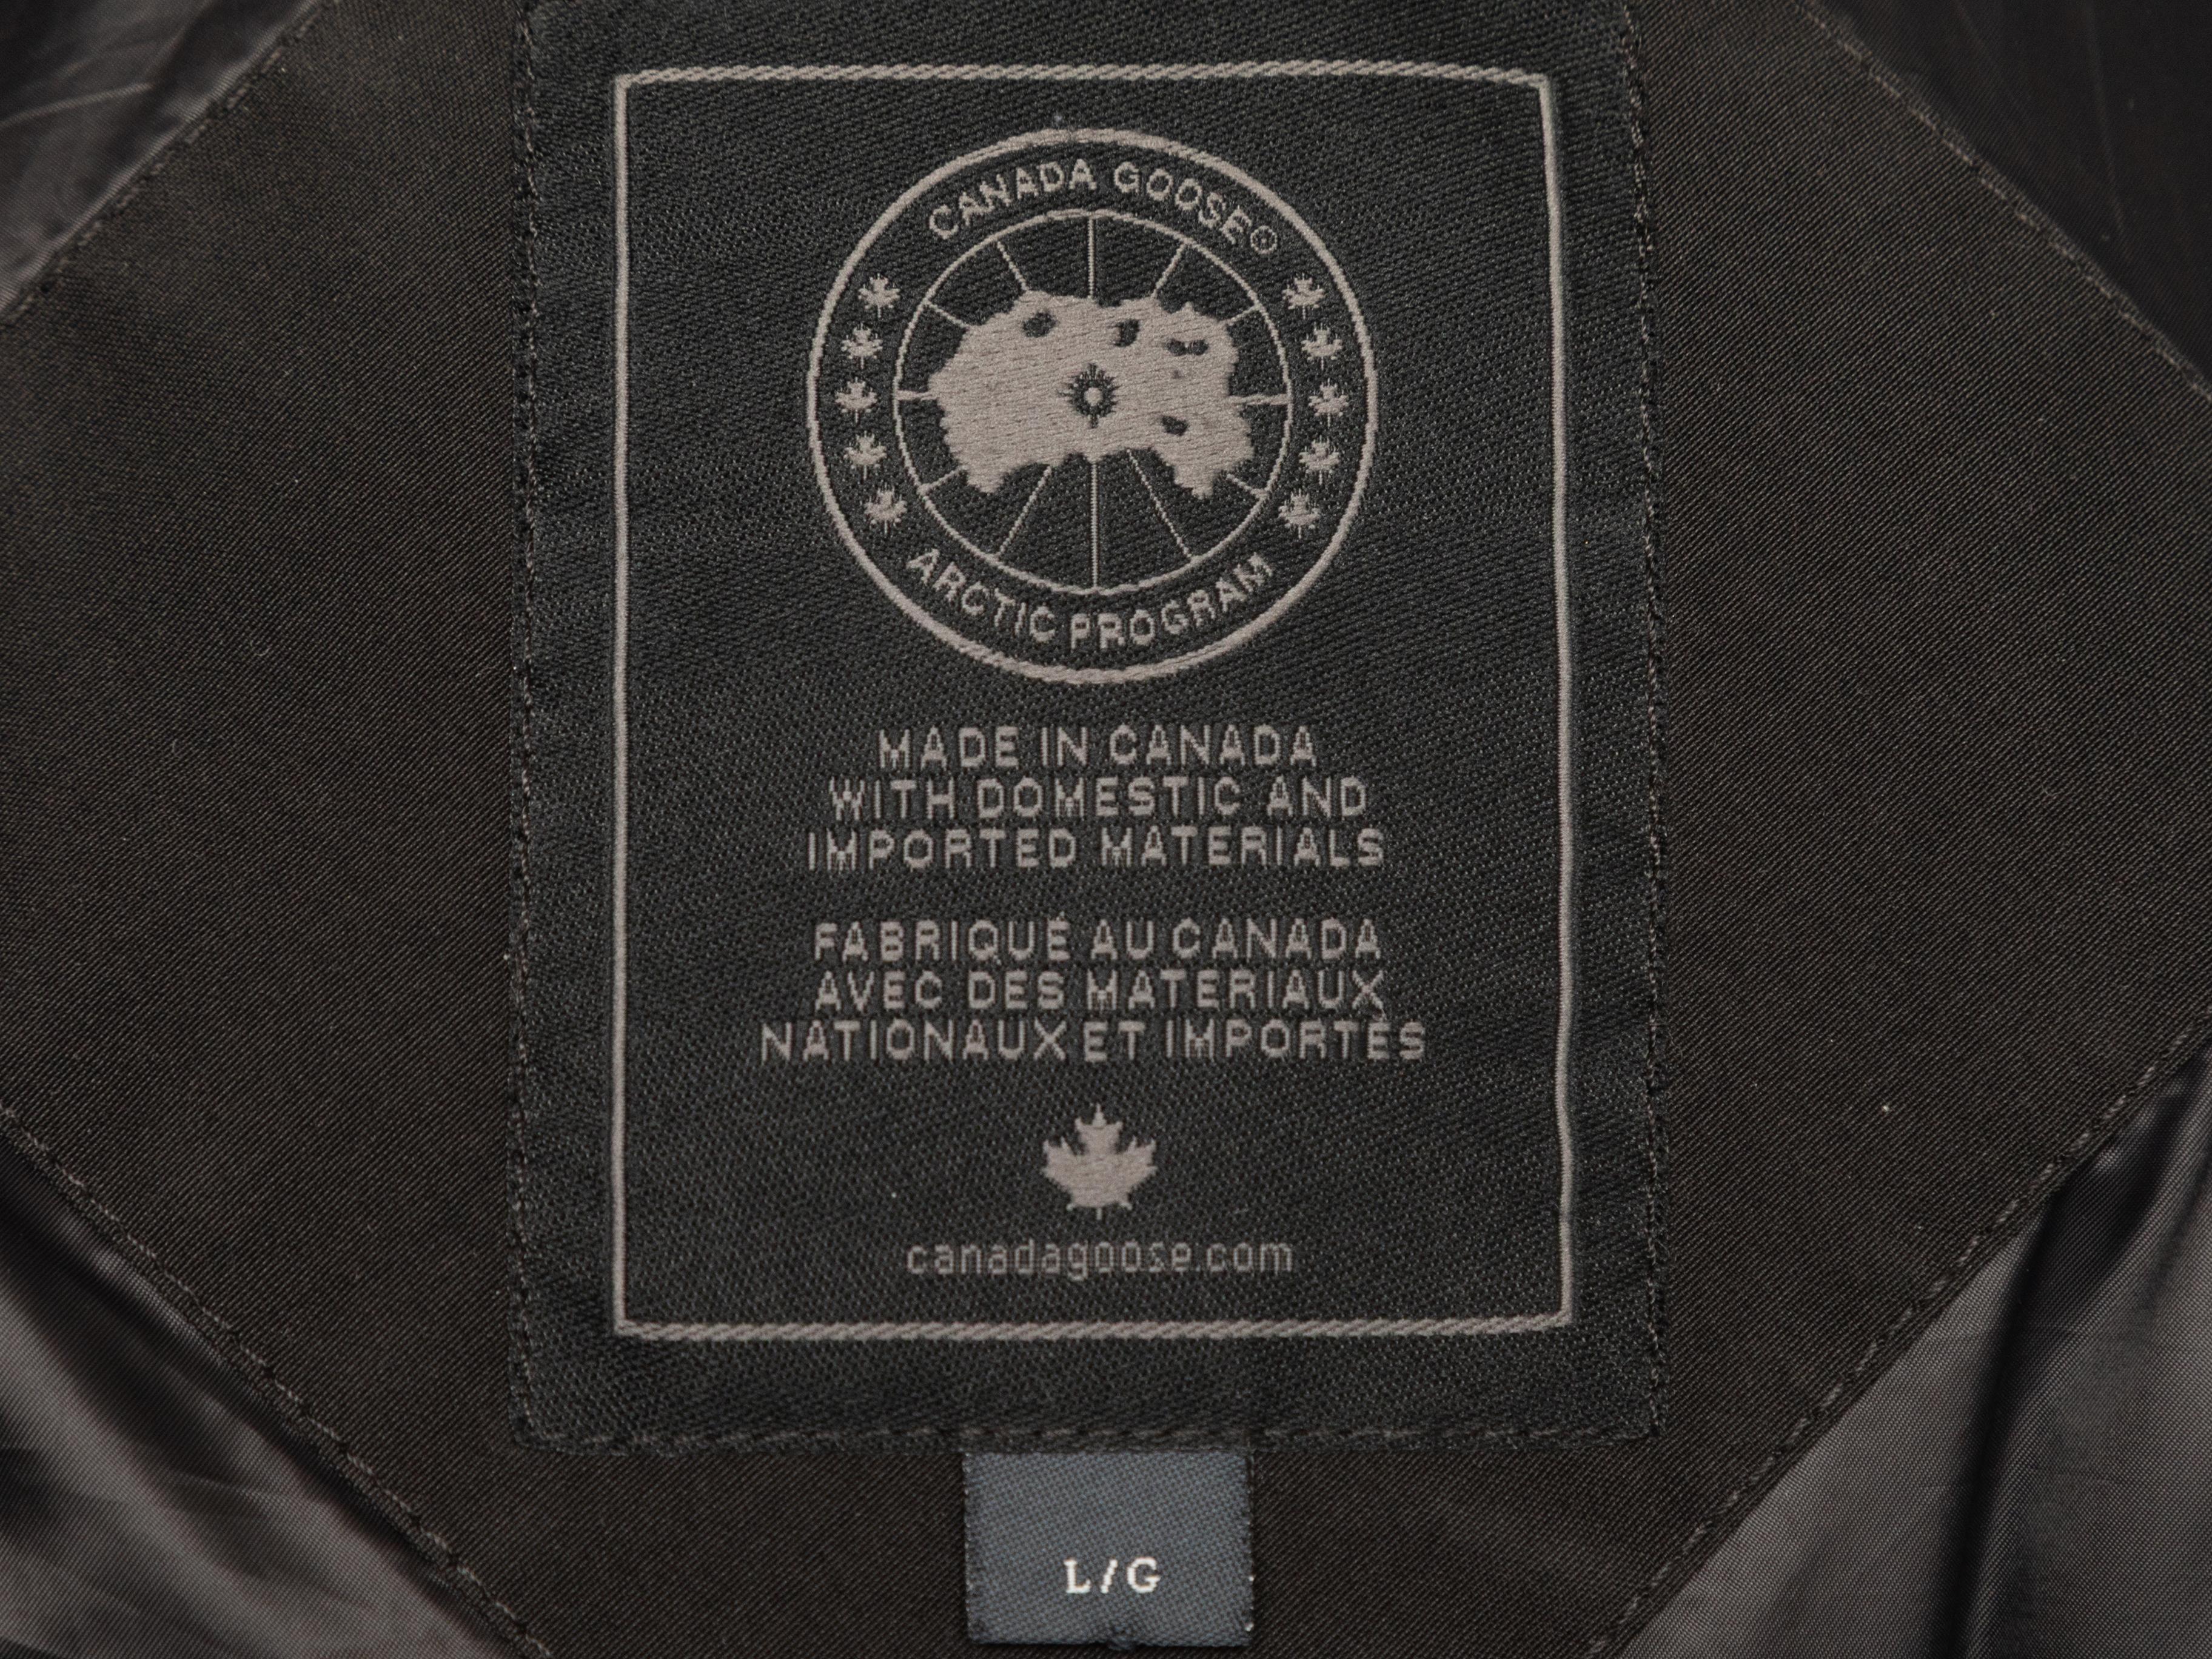 CANADA GOOSE®
ARCTIC PROGRAM
MADE IN CANADA
WITH DOMESTIC AND
IMPORTED MATERIALS
FABRIQUÉ AU CANADA
AVEC DES MATERIAUX
NATIONAUX ET IMPORTÉS
canadagoose.com
L/G